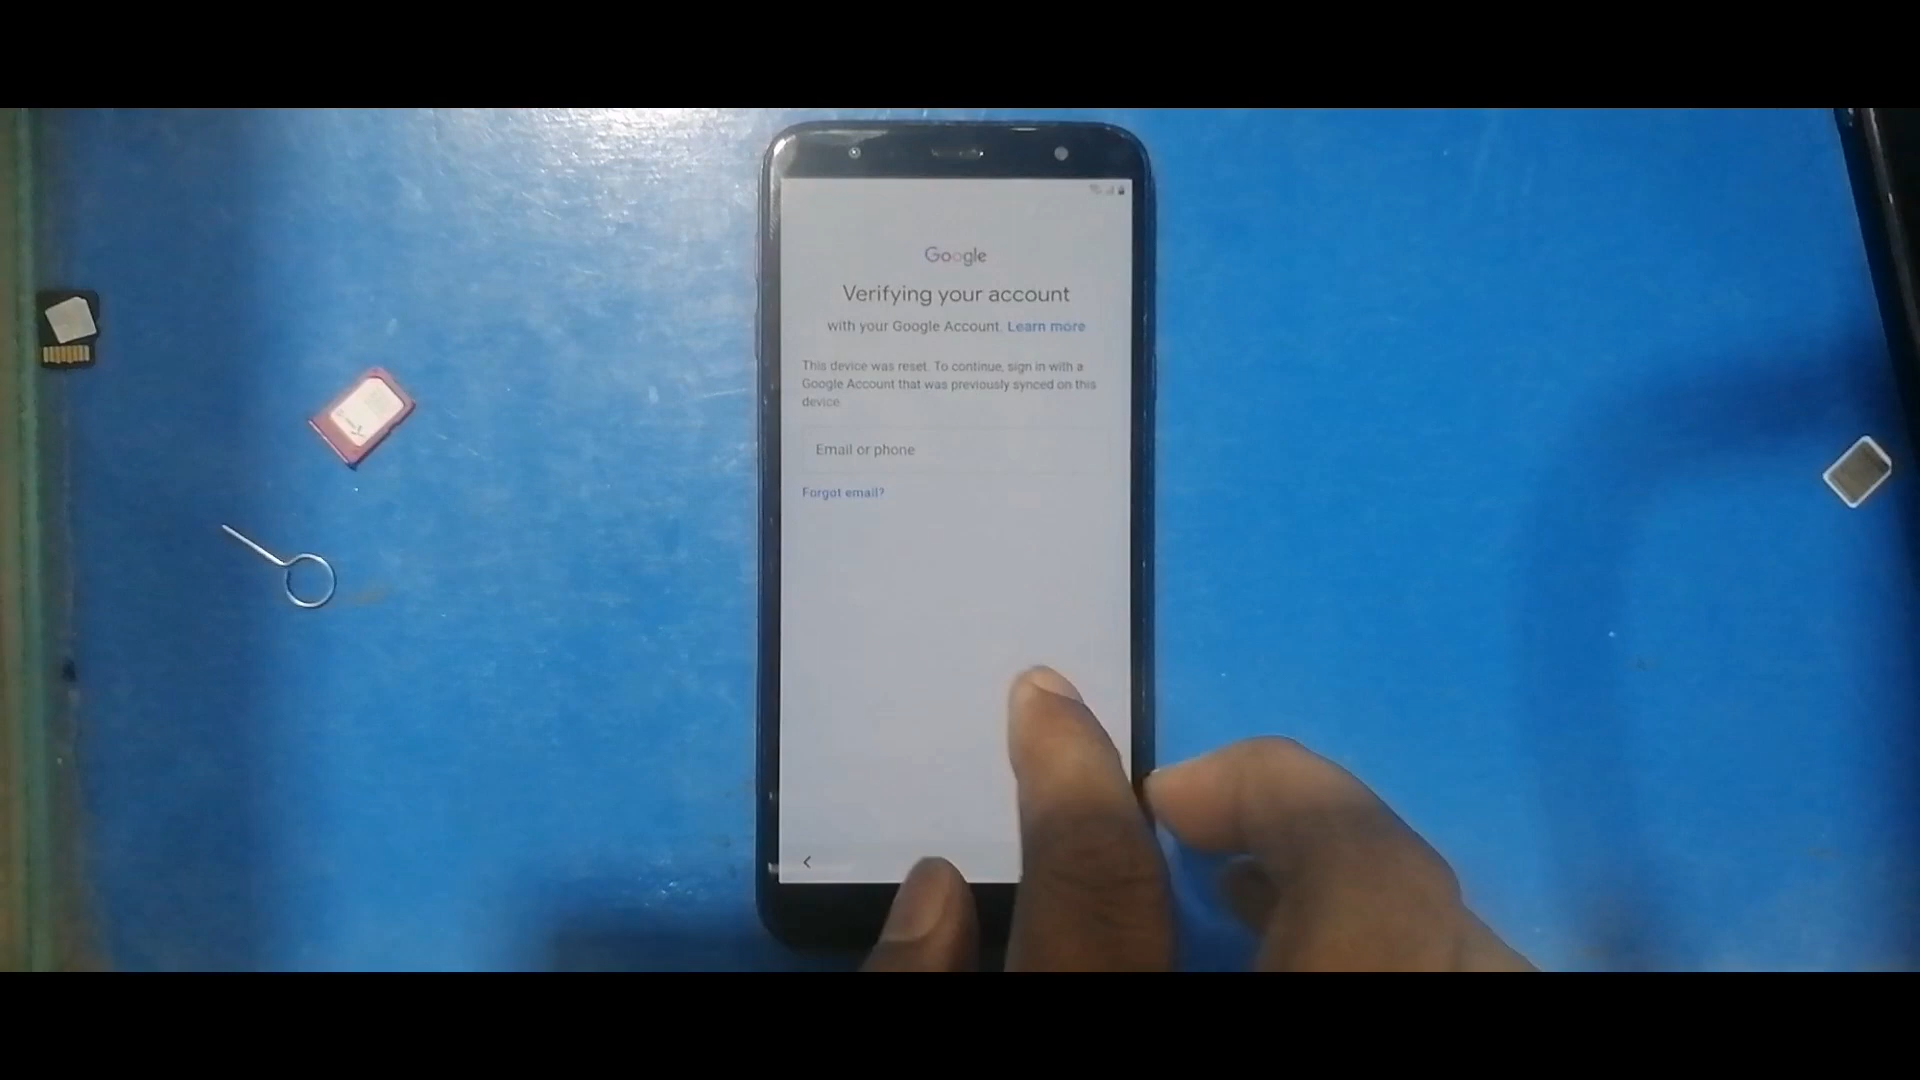 Google
Verifying your account
with your Google Account. Learn more
This device was reset. To continue, sign in with a
Google Account that was previously synced on this
device.
Email or phone
Forgot email?